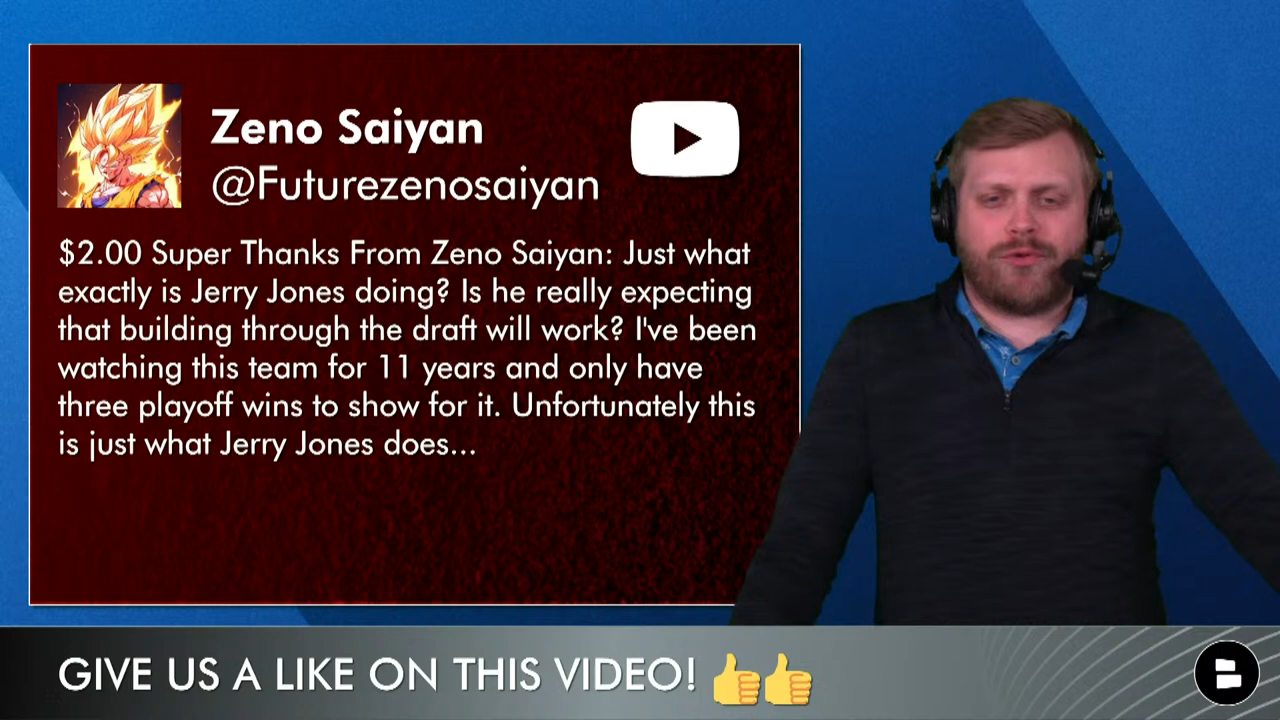 Zeno Saiyan
@Futurezenosaiyan
$2.00 Super Thanks From Zeno Saiyan: Just what
exactly is Jerry Jones doing? Is he really expecting
that building through the draft will work? I've been
watching this team for 11 years and only have
three playoff wins to show for it. Unfortunately this
is just what Jerry Jones does...
GIVE US A LIKE ON THIS VIDEO! 👍👍